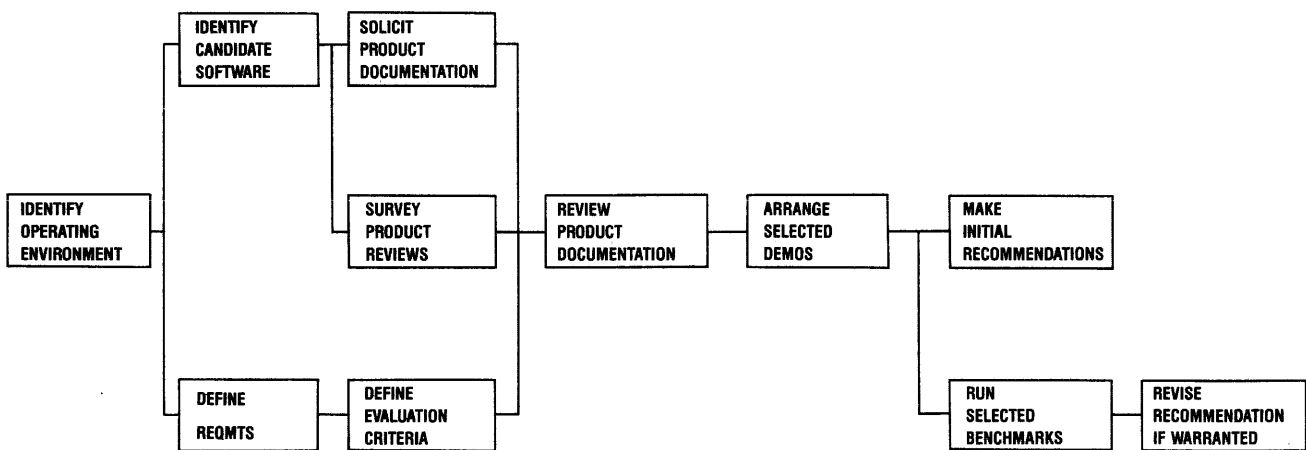 IDENTIFY
CANDIDATE
SOFTWARE
SOLICIT
PRODUCT
DOCUMENTATION
IDENTIFY
OPERATING
ENVIRONMENT
SURVEY
PRODUCT
REVIEWS
REVIEW
PRODUCT
DOCUMENTATION
ARRANGE
SELECTED
DEMOS
MAKE
INITIAL
RECOMMENDATIONS
DEFINE
REQMTS
DEFINE
EVALUATION
CRITERIA
RUN
SELECTED
BENCHMARKS
REVISE
RECOMMENDATION
IF WARRANTED